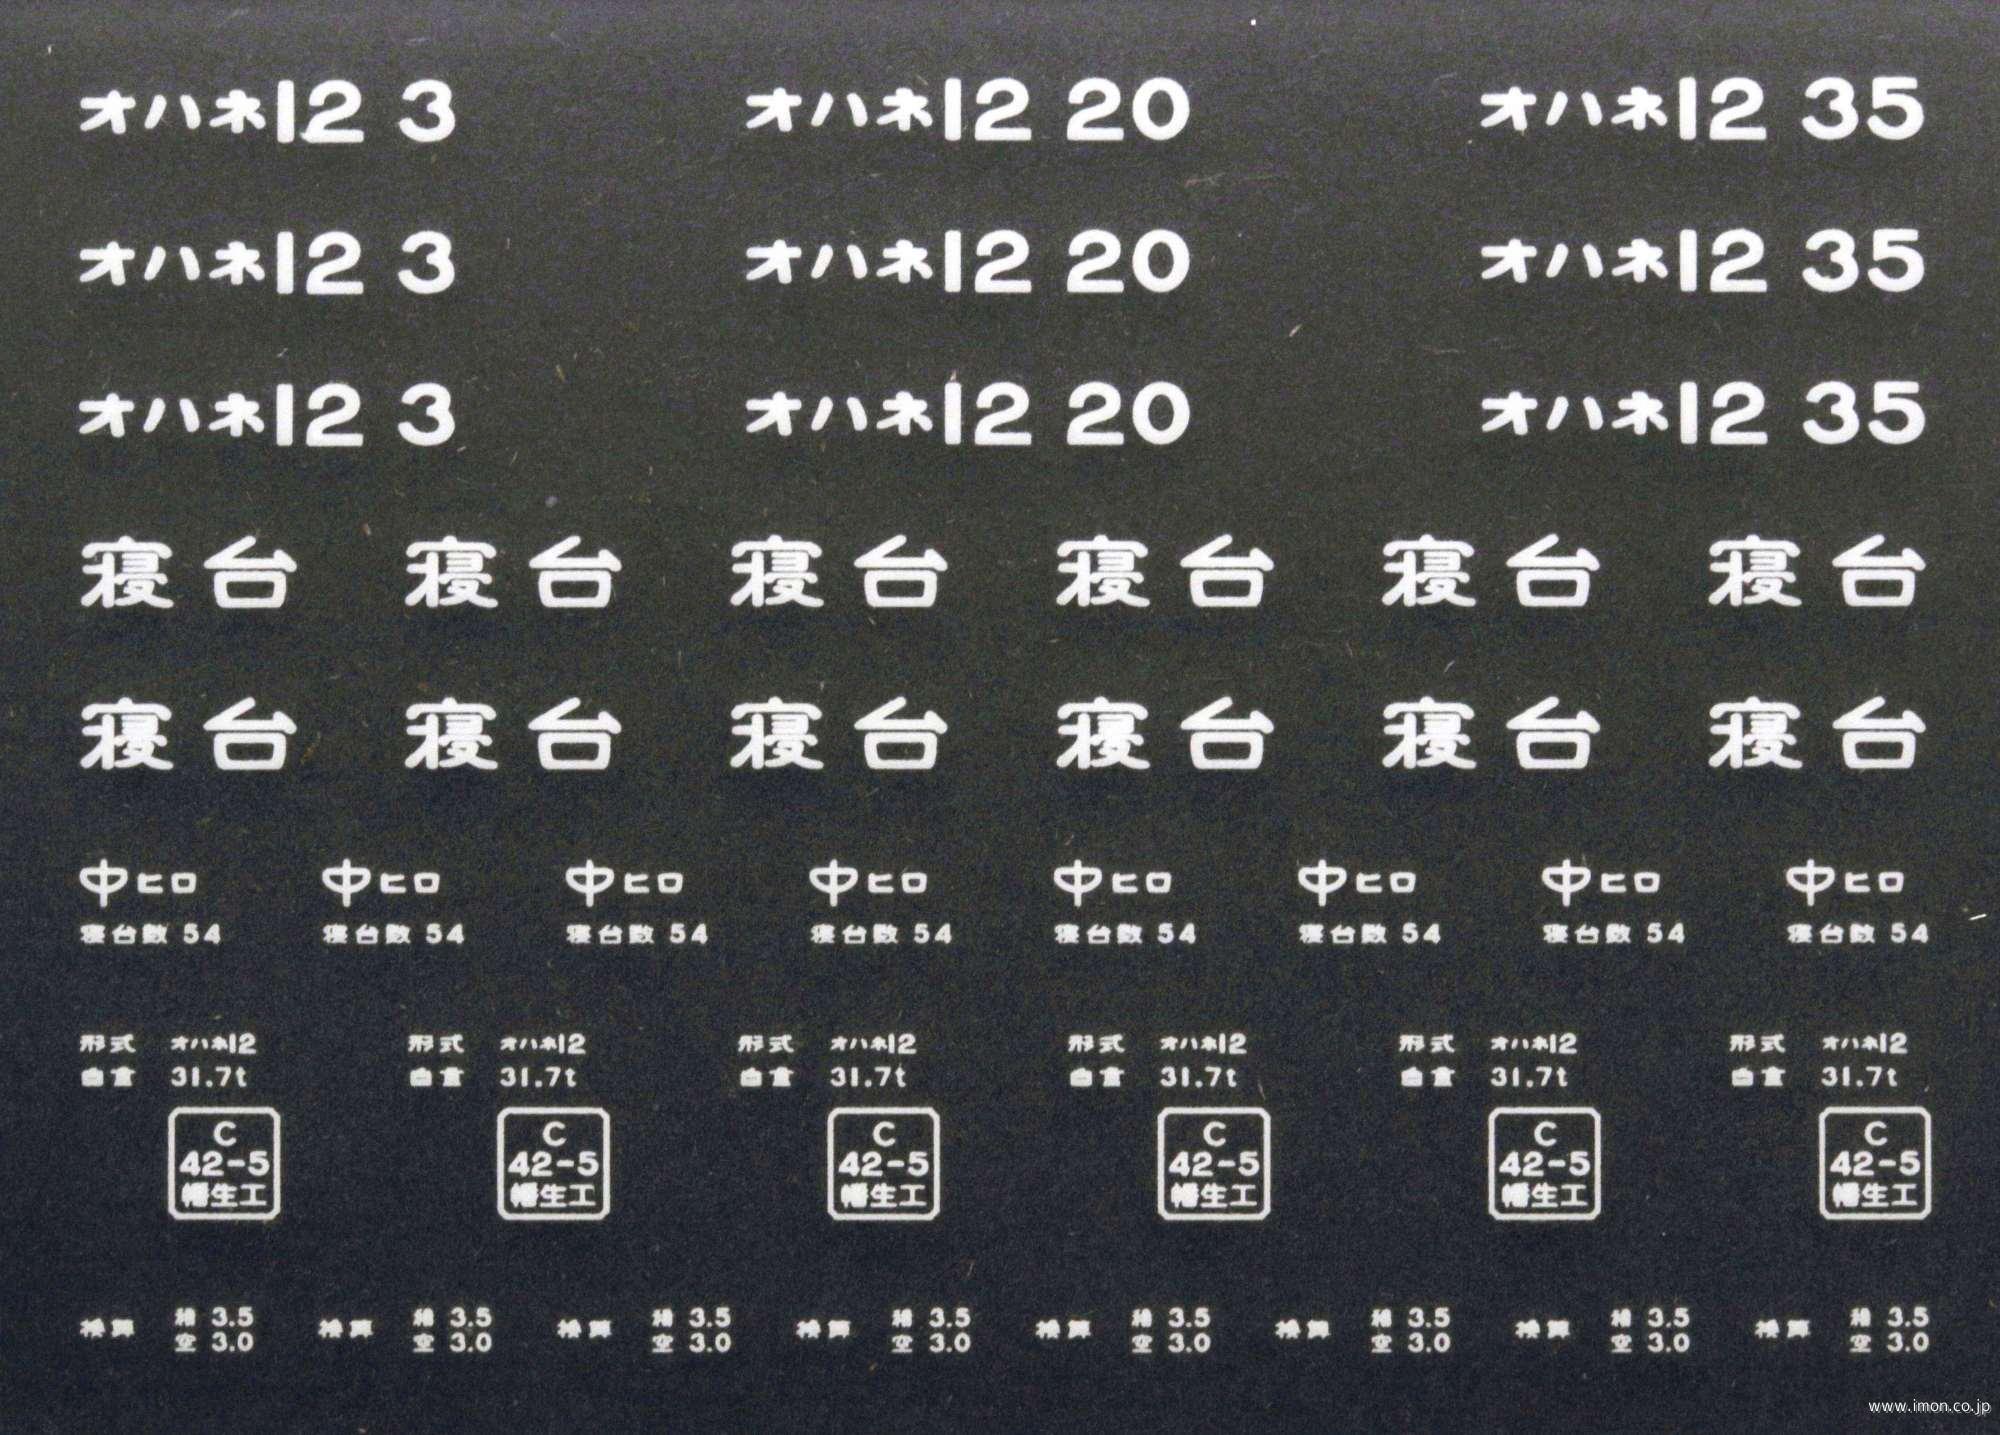 オハネ12 3 オハネ12 20 オハネ12 35
オハネ12 3 オハネ12 20 オハネ12 35
オハネ12 3 オハネ12 20 オハネ12 35
寝台 寝台 寝台 寝台 寝台 寝台
寝台 寝台 寝台 寝台 寝台 寝台
中ヒロ 中ヒロ 中ヒロ 中ヒロ 中ヒロ 中ヒロ 中ヒロ 中ヒロ
寝台数 54 寝台数 54 寝台数 54 寝台数 54 寝台数 54 寝台数 54 寝台数 54 寝台数 54
形式 オハネ12 形式 オハネ12 形式 オハネ12 形式 オハネ12 形式 オハネ12 形式 オハネ12
自重 31.7t 自重 31.7t 自重 31.7t 自重 31.7t 自重 31.7t 自重 31.7t
C C C C C C
42-5 42-5 42-5 42-5 42-5 42-5
幡生工 幡生工 幡生工 幡生工 幡生工 幡生工
換算 積 3.5 換算 積 3.5 換算 積 3.5 換算 積 3.5 換算 積 3.5 換算 積 3.5 換算 積 3.5 換算 積 3.5
空 3.0 空 3.0 空 3.0 空 3.0 空 3.0 空 3.0 空 3.0 空 3.0
www.imon.co.jp